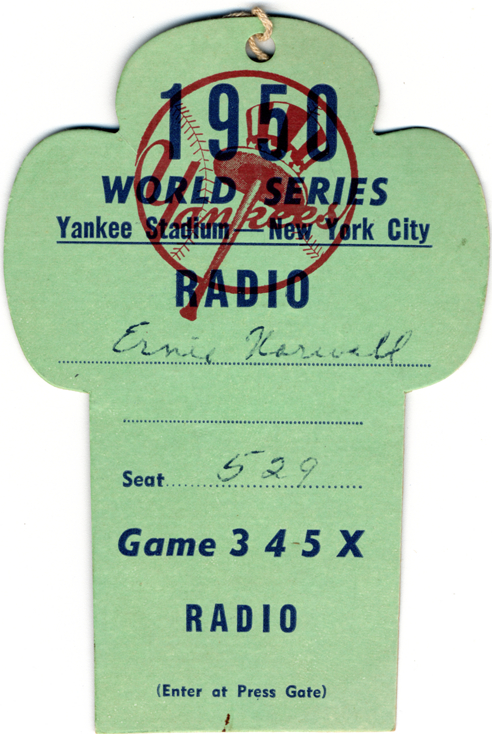 1950
Yankees
WORLD SERIES
Yankee Stadium — New York City
RADIO
Ernie Harwell
Seat 529
Game 3 4-5 X
RADIO
(Enter at Press Gate)